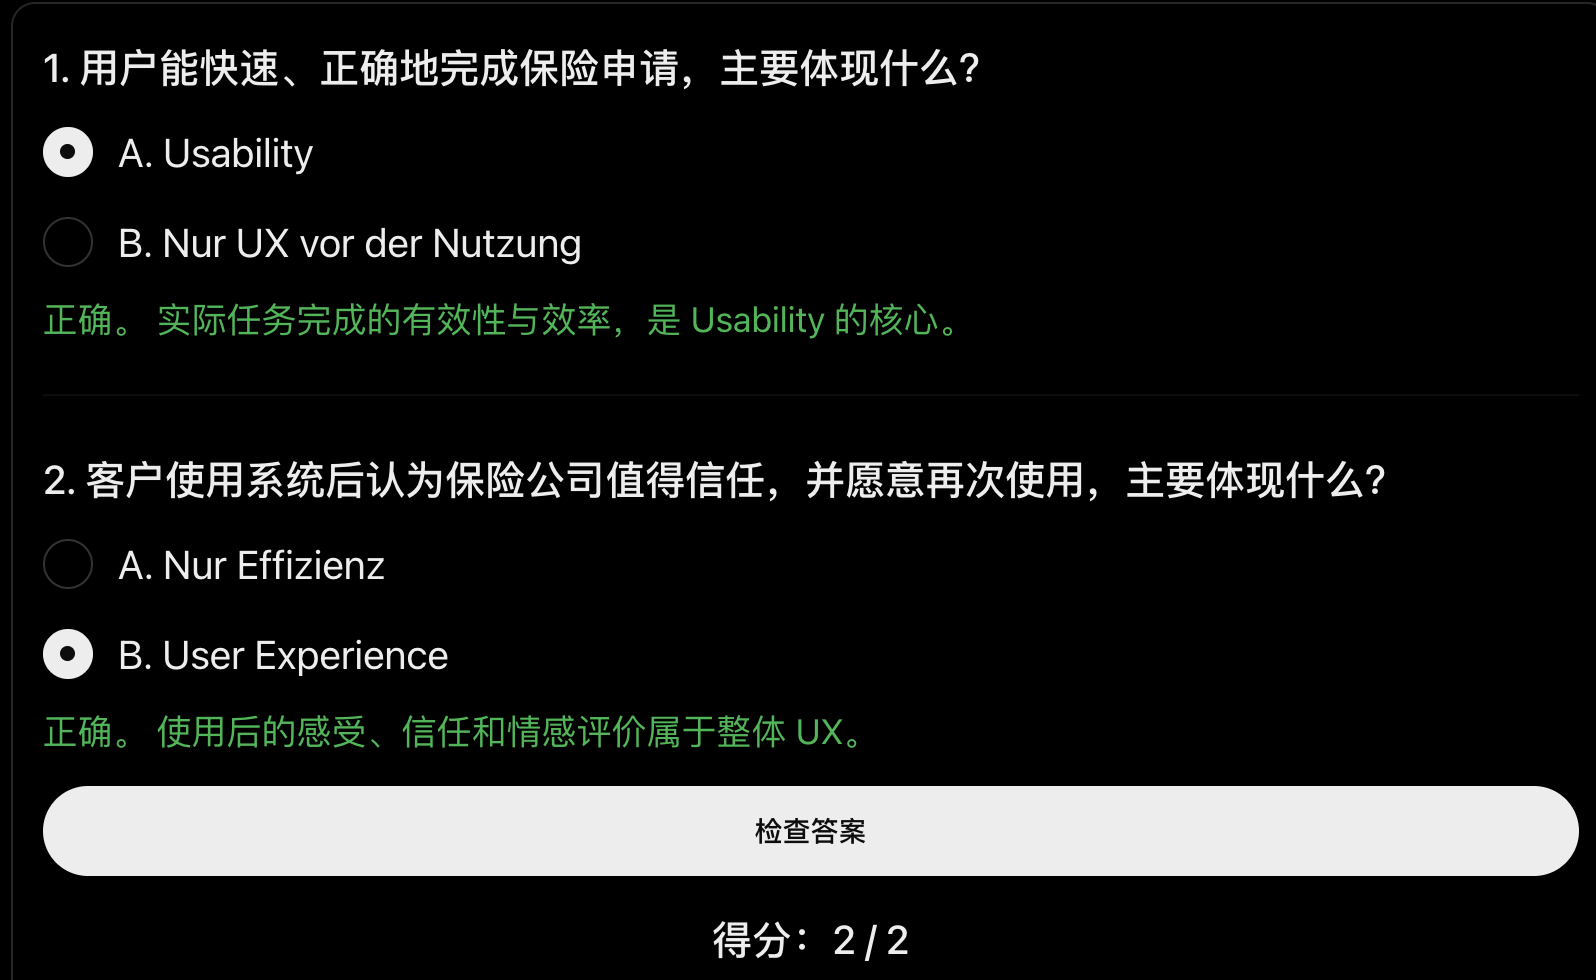 1. 用户能快速、正确地完成保险申请，主要体现什么?
A. Usability
B. Nur UX vor der Nutzung
正确。 实际任务完成的有效性与效率，是 Usability 的核心。
2. 客户使用系统后认为保险公司值得信任，并愿意再次使用，主要体现什么?
A. Nur Effizienz
B. User Experience
正确。 使用后的感受、信任和情感评价属于整体 UX。
检查答案
得分：2 / 2